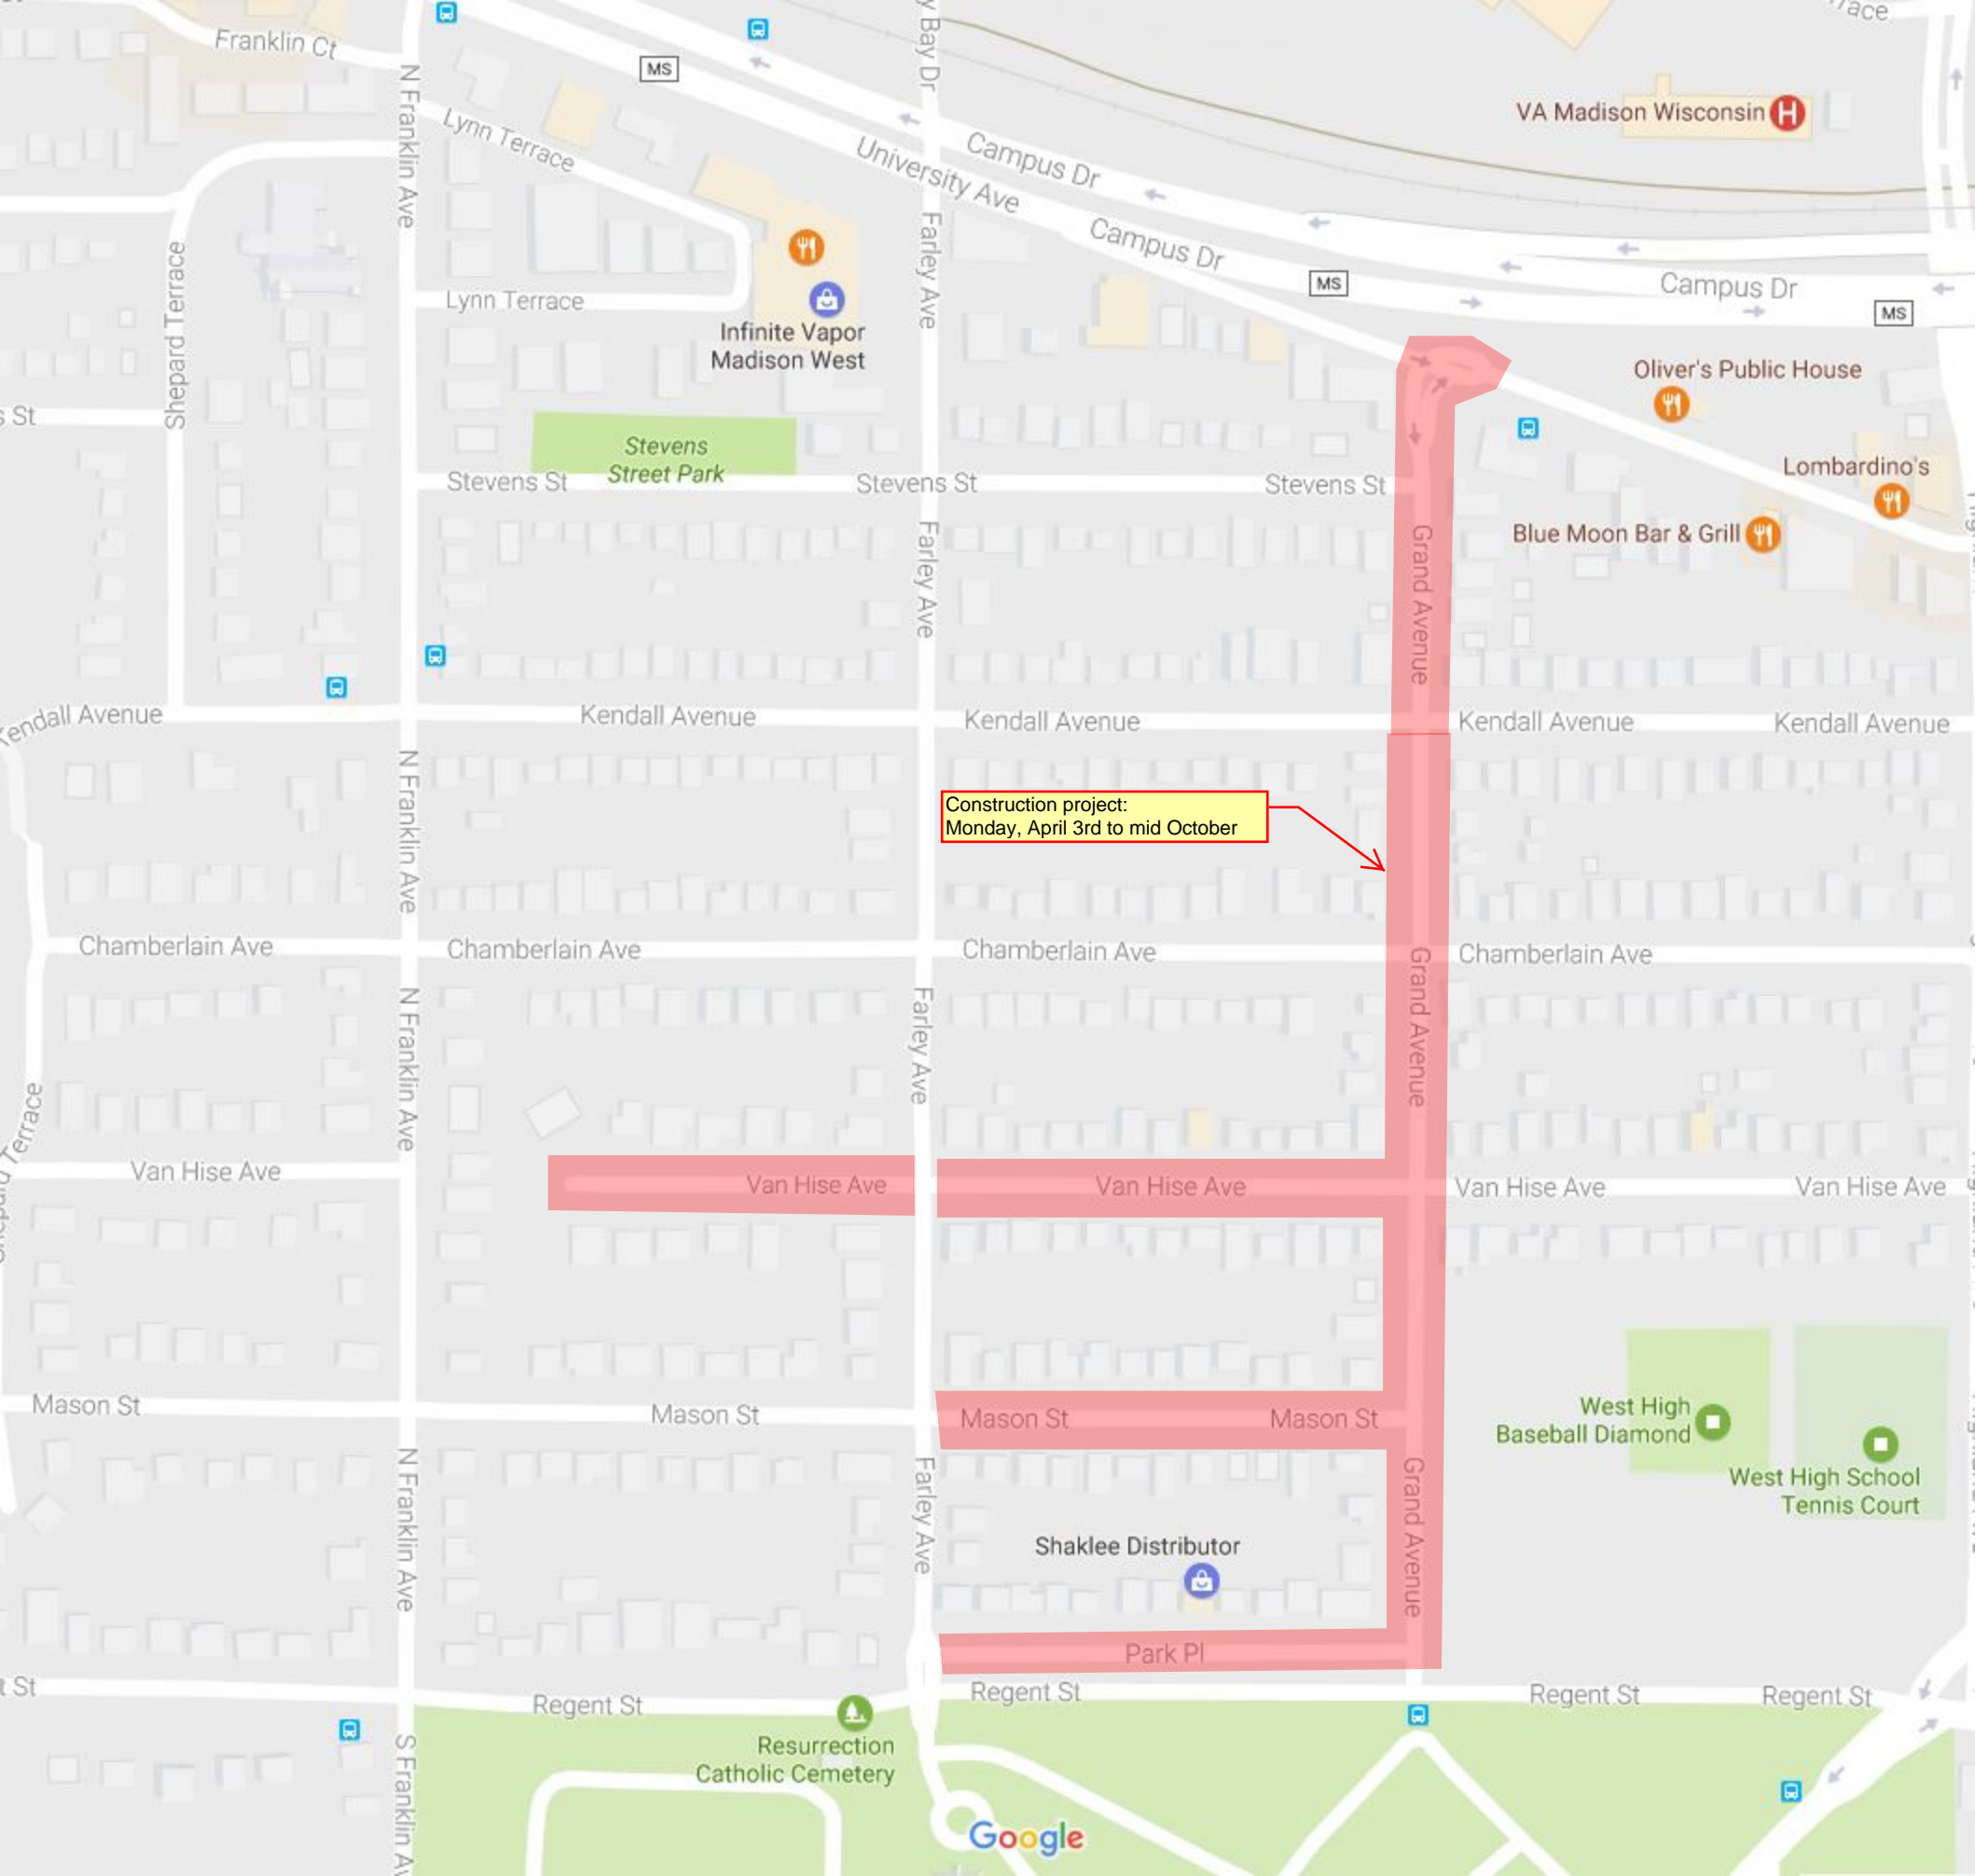 Franklin Ct
N Franklin Ave
Lynn Terrace
MS
y Bay Dr
Campus Dr
University Ave
VA Madison Wisconsin
H
Farley Ave
Campus Dr
MS
Campus Dr
MS
Shepard Terrace
Lynn Terrace
Infinite Vapor
Madison West
Oliver's Public House
s St
Stevens
Street Park
Stevens St
Stevens St
Stevens St
Lombardino's
Blue Moon Bar & Grill
Farley Ave
Grand Avenue
Kendall Avenue
Kendall Avenue
Kendall Avenue
Kendall Avenue
Kendall Avenue
N Franklin Ave
Construction project:
Monday, April 3rd to mid October
Chamberlain Ave
Chamberlain Ave
Chamberlain Ave
Chamberlain Ave
N Franklin Ave
Farley Ave
Grand Avenue
Terrace
Van Hise Ave
Van Hise Ave
Van Hise Ave
Van Hise Ave
Van Hise Ave
Mason St
Mason St
Mason St
Mason St
West High
Baseball Diamond
West High School
Tennis Court
N Franklin Ave
Farley Ave
Grand Avenue
Shaklee Distributor
Park Pl
t St
Regent St
Regent St
Regent St
Regent St
Resurrection
Catholic Cemetery
S Franklin Av
Google